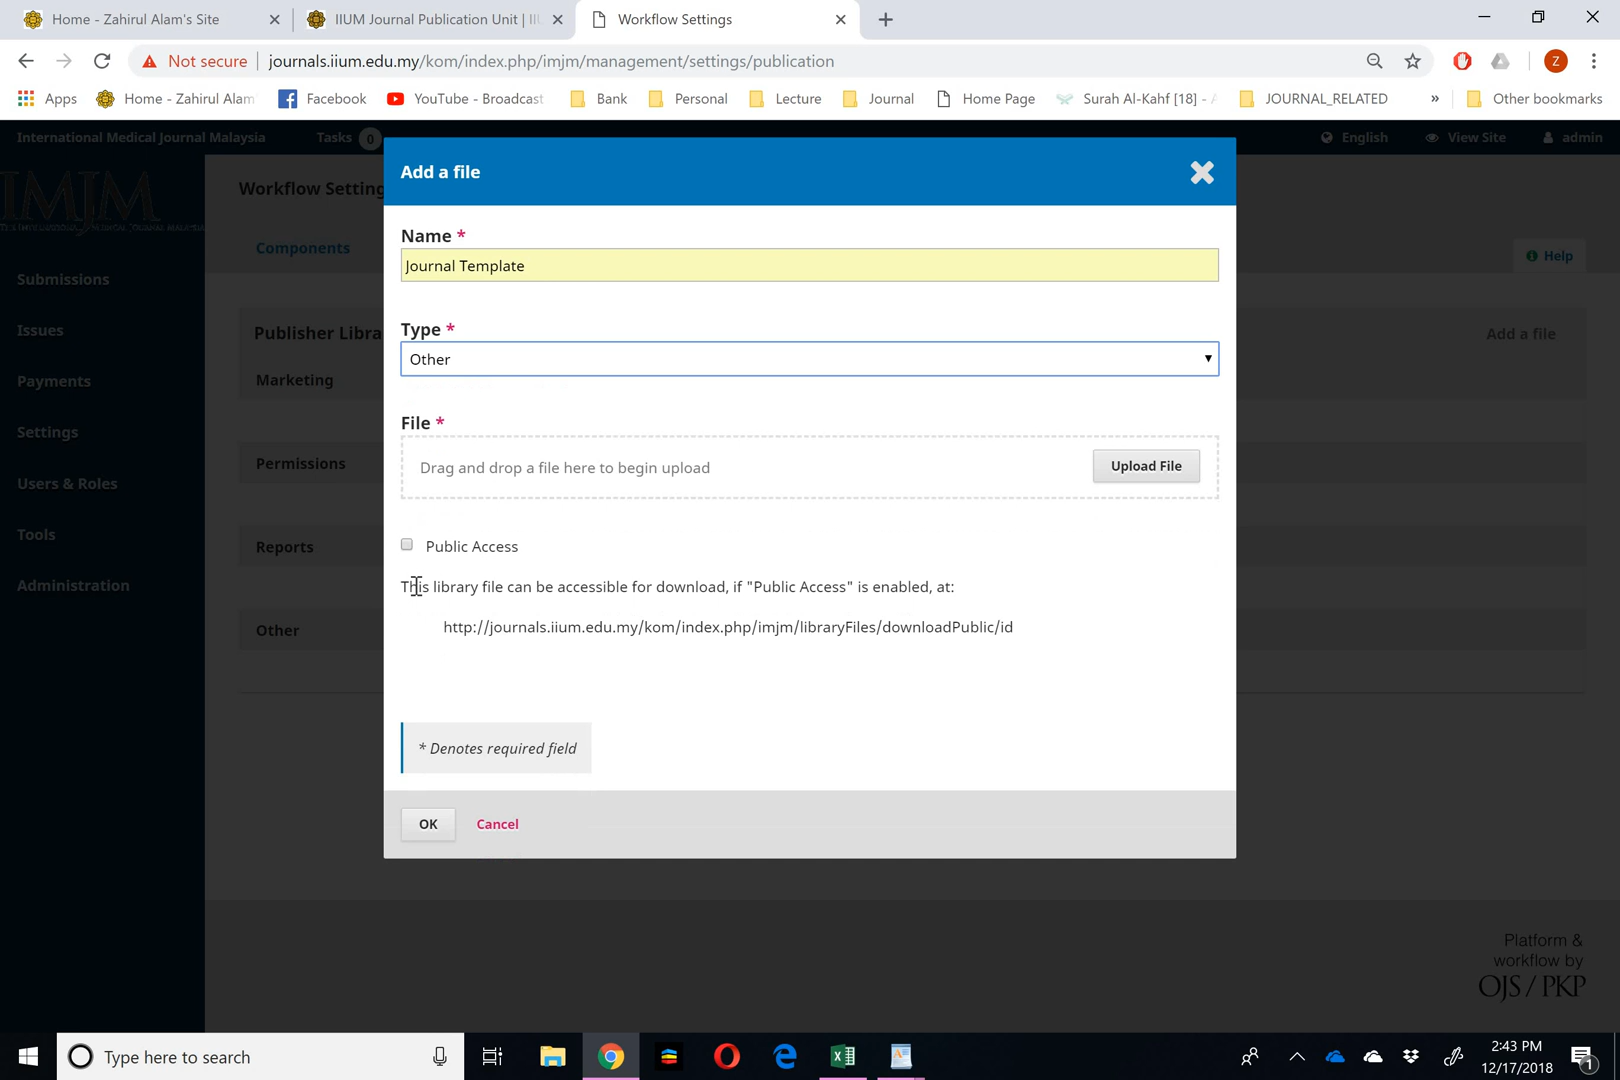 Home - Zahirul Alam's Site
IIUM Journal Publication Unit | II
Workflow Settings
Not secure
journals.iium.edu.my/kom/index.php/imjm/management/settings/publication
Apps
Home - Zahirul Alam
Facebook
YouTube - Broadcast
Bank
Personal
Lecture
Journal
Home Page
Surah Al-Kahf [18] -
JOURNAL_RELATED
»
Other bookmarks
International Medical Journal Malaysia
Tasks 0
English
View Site
admin
IMJM
Workflow Setting
Components
Help
Submissions
Issues
Payments
Settings
Users & Roles
Tools
Administration
Publisher Libra
Add a file
Marketing
Permissions
Reports
Other
Add a file
Name *
Journal Template
Type *
Other
File *
Drag and drop a file here to begin upload
Upload File
Public Access
This library file can be accessible for download, if "Public Access" is enabled, at:
http://journals.iium.edu.my/kom/index.php/imjm/libraryFiles/downloadPublic/id
* Denotes required field
OK
Cancel
Platform &
workflow by
OJS / PKP
Type here to search
2:43 PM
12/17/2018
1
Z